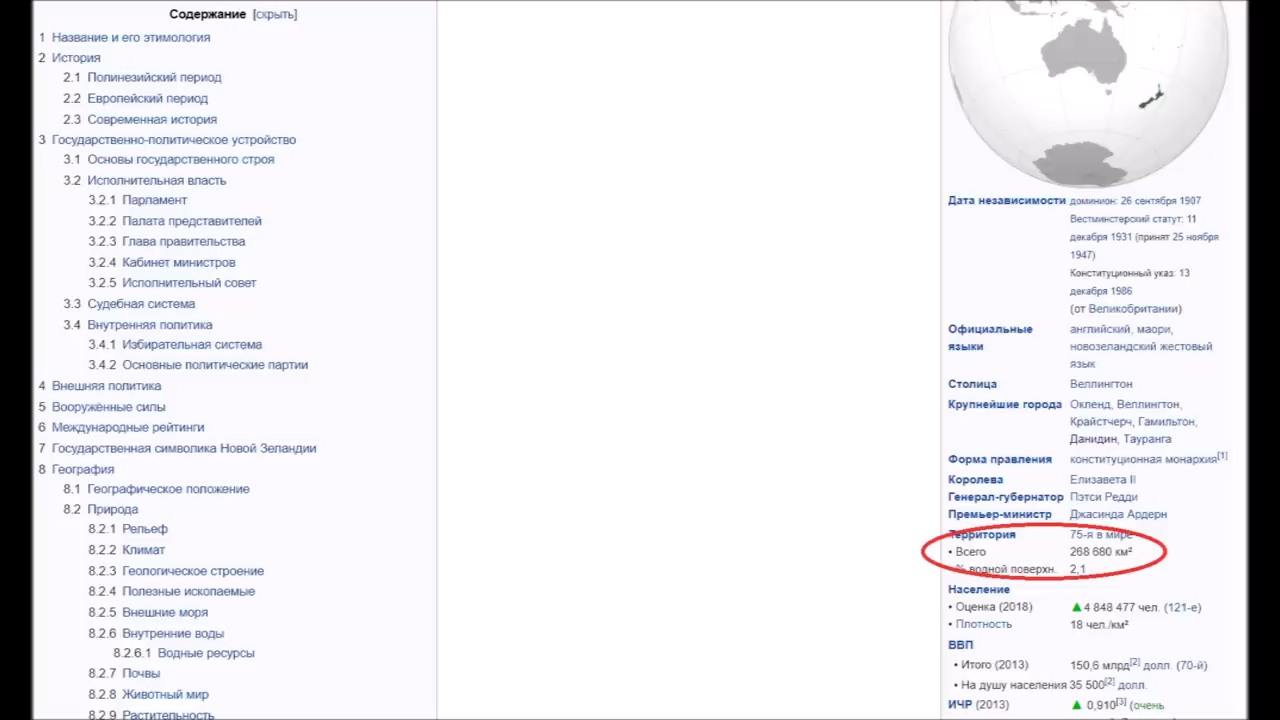 Содержание [скрыть]
1 Название и его этимология
2 История
2.1 Полинезийский период
2.2 Европейский период
2.3 Современная история
3 Государственно-политическое устройство
3.1 Основы государственного строя
3.2 Исполнительная власть
3.2.1 Парламент
3.2.2 Палата представителей
3.2.3 Глава правительства
3.2.4 Кабинет министров
3.2.5 Исполнительный совет
3.3 Судебная система
3.4 Внутренняя политика
3.4.1 Избирательная система
3.4.2 Основные политические партии
4 Внешняя политика
5 Вооружённые силы
6 Международные рейтинги
7 Государственная символика Новой Зеландии
8 География
8.1 Географическое положение
8.2 Природа
8.2.1 Рельеф
8.2.2 Климат
8.2.3 Геологическое строение
8.2.4 Полезные ископаемые
8.2.5 Внешние моря
8.2.6 Внутренние воды
8.2.6.1 Водные ресурсы
8.2.7 Почвы
8.2.8 Животный мир
8.2.9 Растительность
Дата независимости доминион: 26 сентября 1907
Вестминстерский статут: 11
декабря 1931 (принят 25 ноября
1947)
Конституционный указ: 13
декабря 1986
(от Великобритании)
Официальные английский, маори,
языки новозеландский жестовый
язык
Столица Веллингтон
Крупнейшие города Окленд, Веллингтон,
Крайстчерч, Гамильтон,
Данидин, Тауранга
Форма правления конституционная монархия[1]
Королева Елизавета II
Генерал-губернатор Пэтси Редди
Премьер-министр Джасинда Ардерн
Территория 75-я в мире
• Всего 268 680 км²
% водной поверхн. 2,1
Население
• Оценка (2018) ▲ 4 848 477 чел. (121-е)
• Плотность 18 чел./км²
ВВП
• Итого (2013) 150,6 млрд[2] долл. (70-й)
• На душу населения 35 500[2] долл.
ИЧР (2013) ▲ 0,910[3] (очень